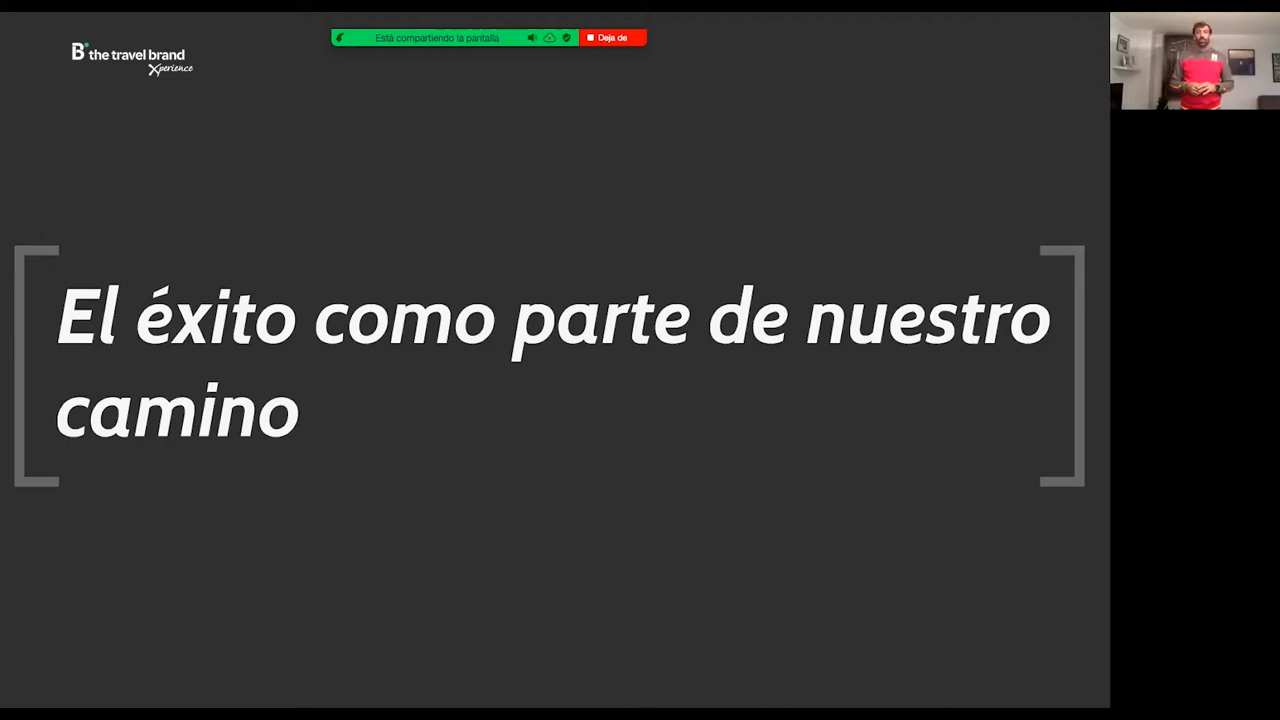 B the travel brand
Xperience
Está compartiendo la pantalla
Deja de
El éxito como parte de nuestro
camino